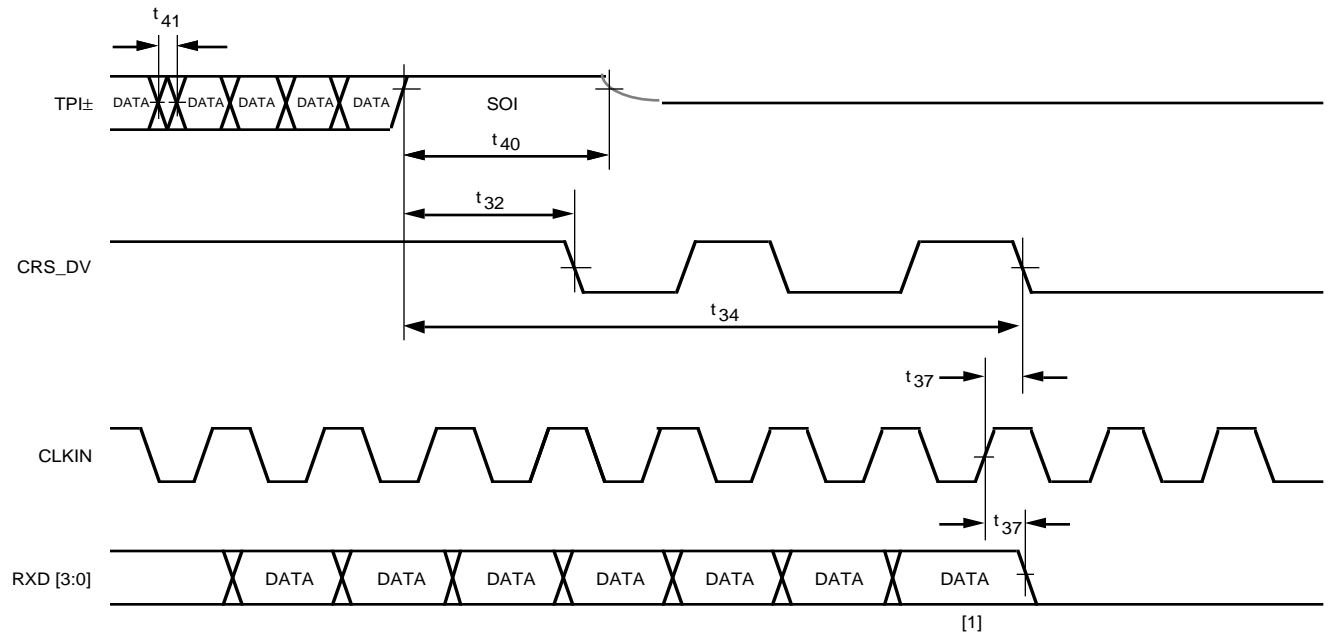 t41
TPI±
DATA DATA DATA DATA DATA SOI
t40
t32
CRS_DV
t34
t37
CLKIN
t37
RXD [3:0]
DATA DATA DATA DATA DATA DATA DATA
[1]